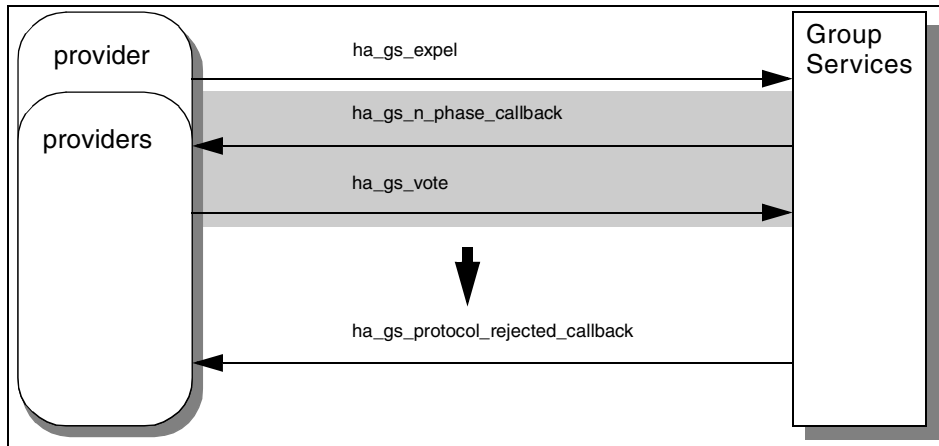 provider
ha_gs_expel
Group
Services
ha_gs_n_phase_callback
providers
ha_gs_vote
ha_gs_protocol_rejected_callback